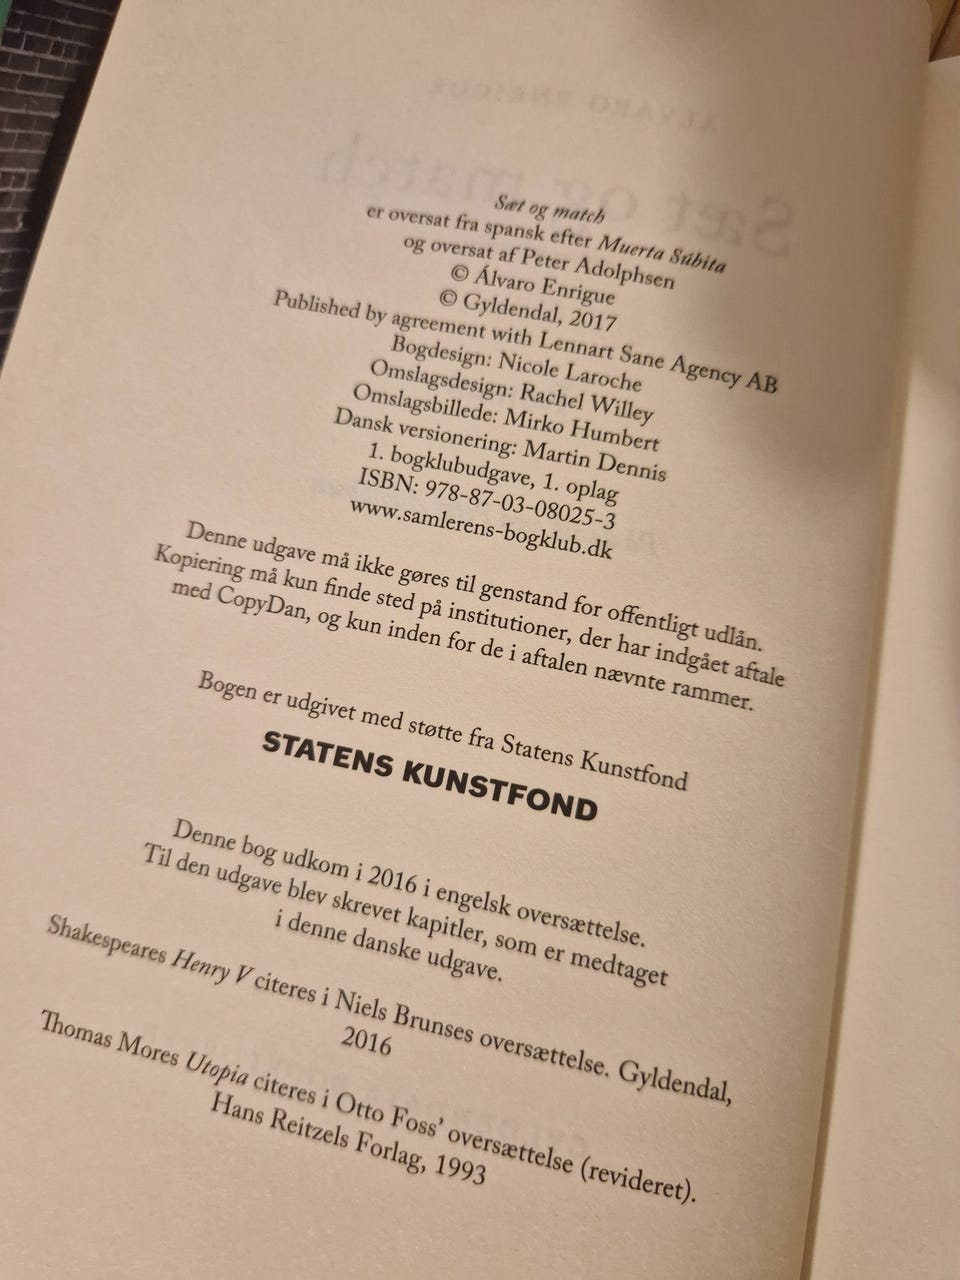 Sæt og match
er oversat fra spansk efter Muerta Súbita
og oversat af Peter Adolphsen
© Álvaro Enrigue
© Gyldendal, 2017
Published by agreement with Lennart Sane Agency AB
Bogdesign: Nicole Laroche
Omslagsdesign: Rachel Willey
Omslagsbillede: Mirko Humbert
Dansk versionering: Martin Dennis
1. bogklubudgave, 1. oplag
ISBN: 978-87-03-08025-3
www.samlerens-bogklub.dk
Denne udgave må ikke gøres til genstand for offentligt udlån.
Kopiering må kun finde sted på institutioner, der har indgået aftale
med CopyDan, og kun inden for de i aftalen nævnte rammer.
Bogen er udgivet med støtte fra Statens Kunstfond
STATENS KUNSTFOND
Denne bog udkom i 2016 i engelsk oversættelse.
Til den udgave blev skrevet kapitler, som er medtaget
i denne danske udgave.
Shakespeares Henry V citeres i Niels Brunses oversættelse. Gyldendal,
2016
Thomas Mores Utopia citeres i Otto Foss' oversættelse (revideret).
Hans Reitzels Forlag, 1993